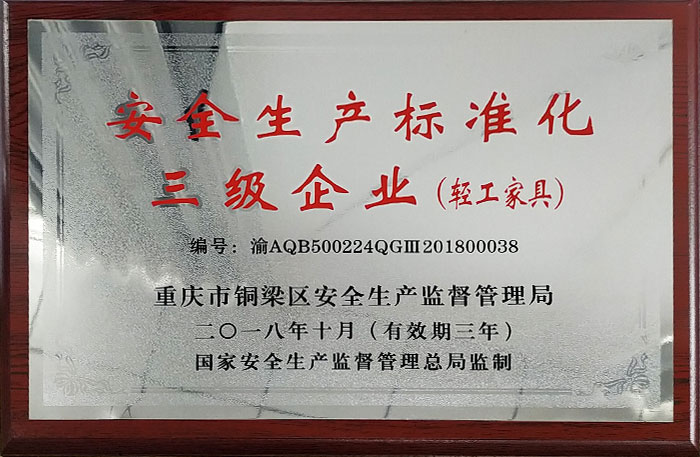 安全生产标准化
三级企业(轻工家具)
编号：渝AQB500224QGⅢ201800038
重庆市铜梁区安全生产监督管理局
二〇一八年十月(有效期三年)
国家安全生产监督管理总局监制